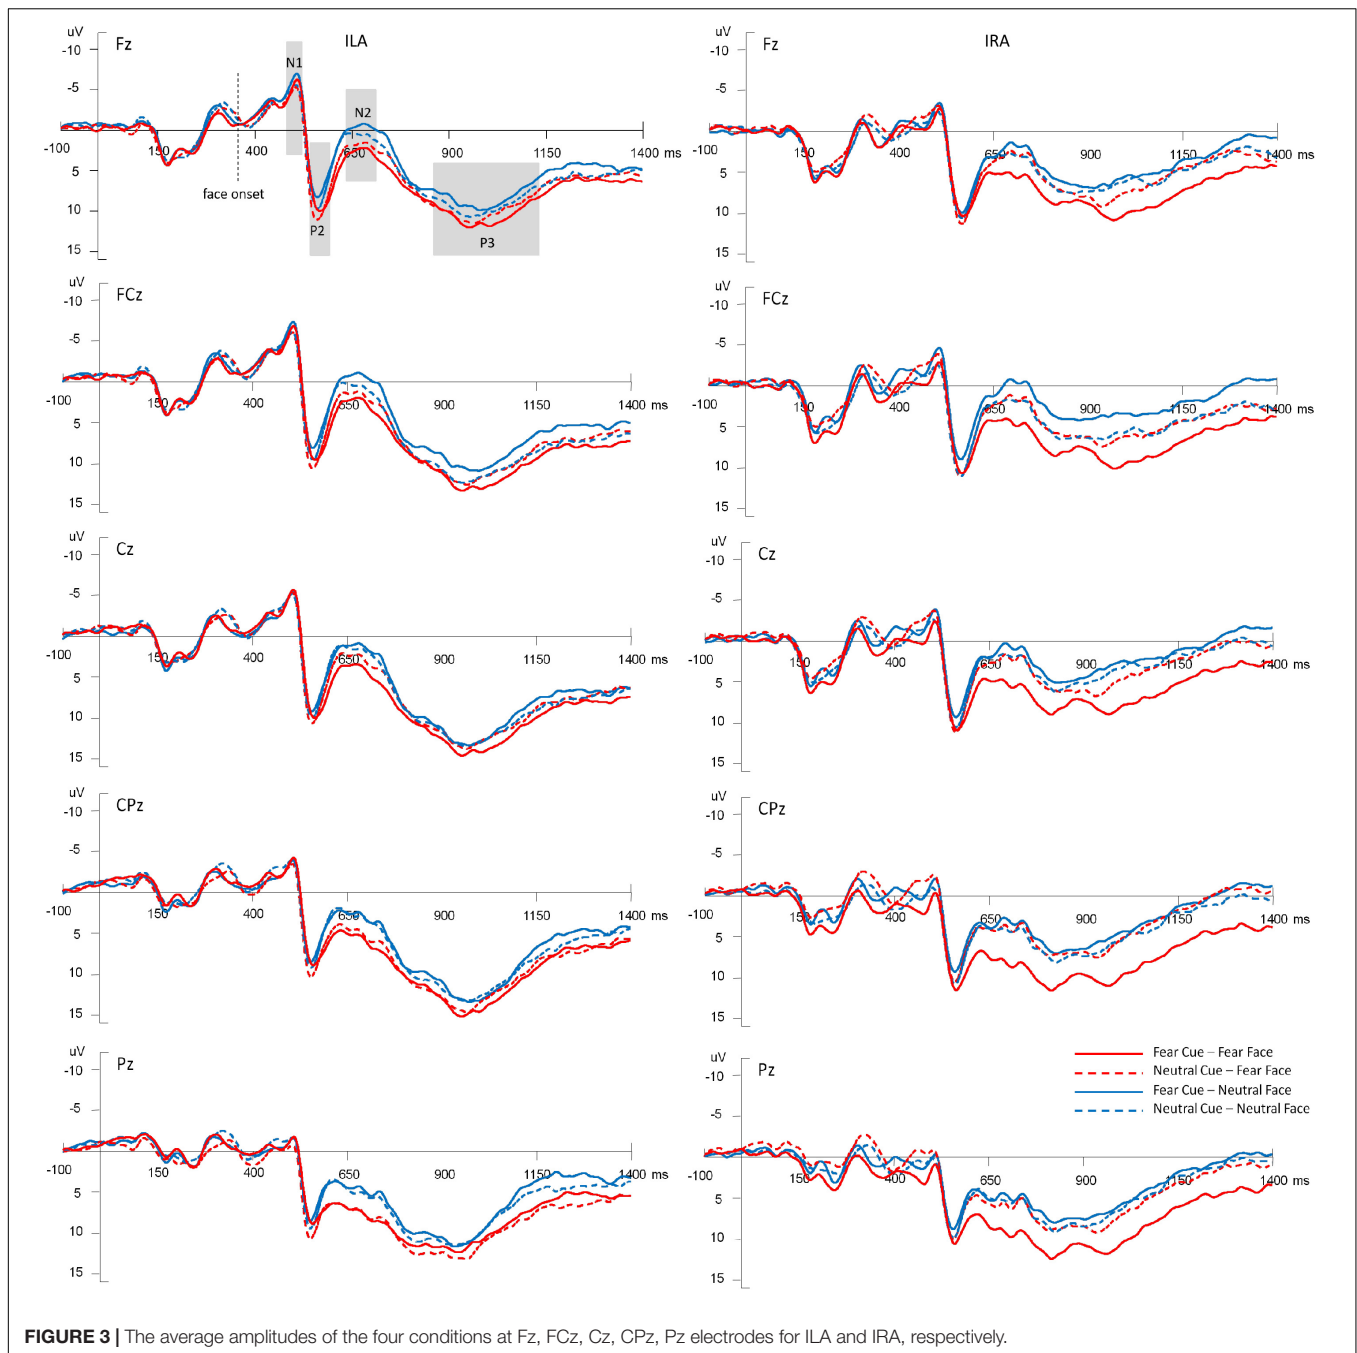 uV
-10
Fz
ILA
N1
-5
N2
-100
150
400
650
900
1150
1400 ms
5
face onset
10
P2
P3
15
uV
-10
Fz
IRA
-5
-100
150
400
650
900
1150
1400 ms
5
10
15
uV
-10
FCz
-5
-100
150
400
650
900
1150
1400 ms
5
10
15
uV
-10
FCz
-5
-100
150
400
650
900
1150
1400 ms
5
10
15
uV
-10
Cz
-5
-100
150
400
650
900
1150
1400 ms
5
10
15
uV
-10
Cz
-5
-100
150
400
650
900
1150
1400 ms
5
10
15
uV
-10
CPz
-5
-100
150
400
650
900
1150
1400 ms
5
10
15
uV
-10
CPz
-5
-100
150
400
650
900
1150
1400 ms
5
10
15
uV
-10
Pz
-5
-100
150
400
650
900
1150
1400 ms
5
10
15
uV
-10
Pz
-5
-100
150
400
650
900
1150
1400 ms
5
10
15
Fear Cue – Fear Face
Neutral Cue – Fear Face
Fear Cue – Neutral Face
Neutral Cue – Neutral Face
FIGURE 3 | The average amplitudes of the four conditions at Fz, FCz, Cz, CPz, Pz electrodes for ILA and IRA, respectively.